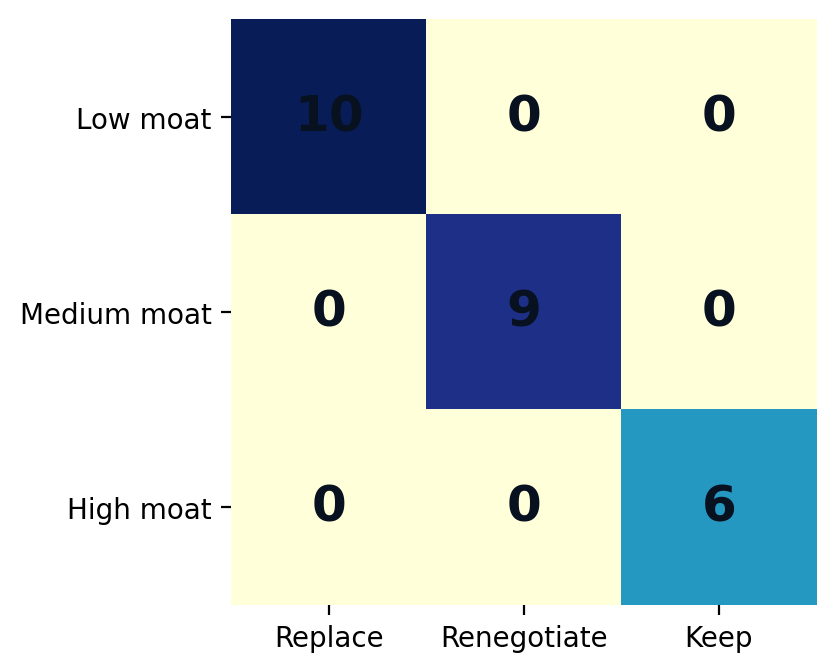 Low moat 10 0 0
Medium moat 0 9 0
High moat 0 0 6
Replace Renegotiate Keep